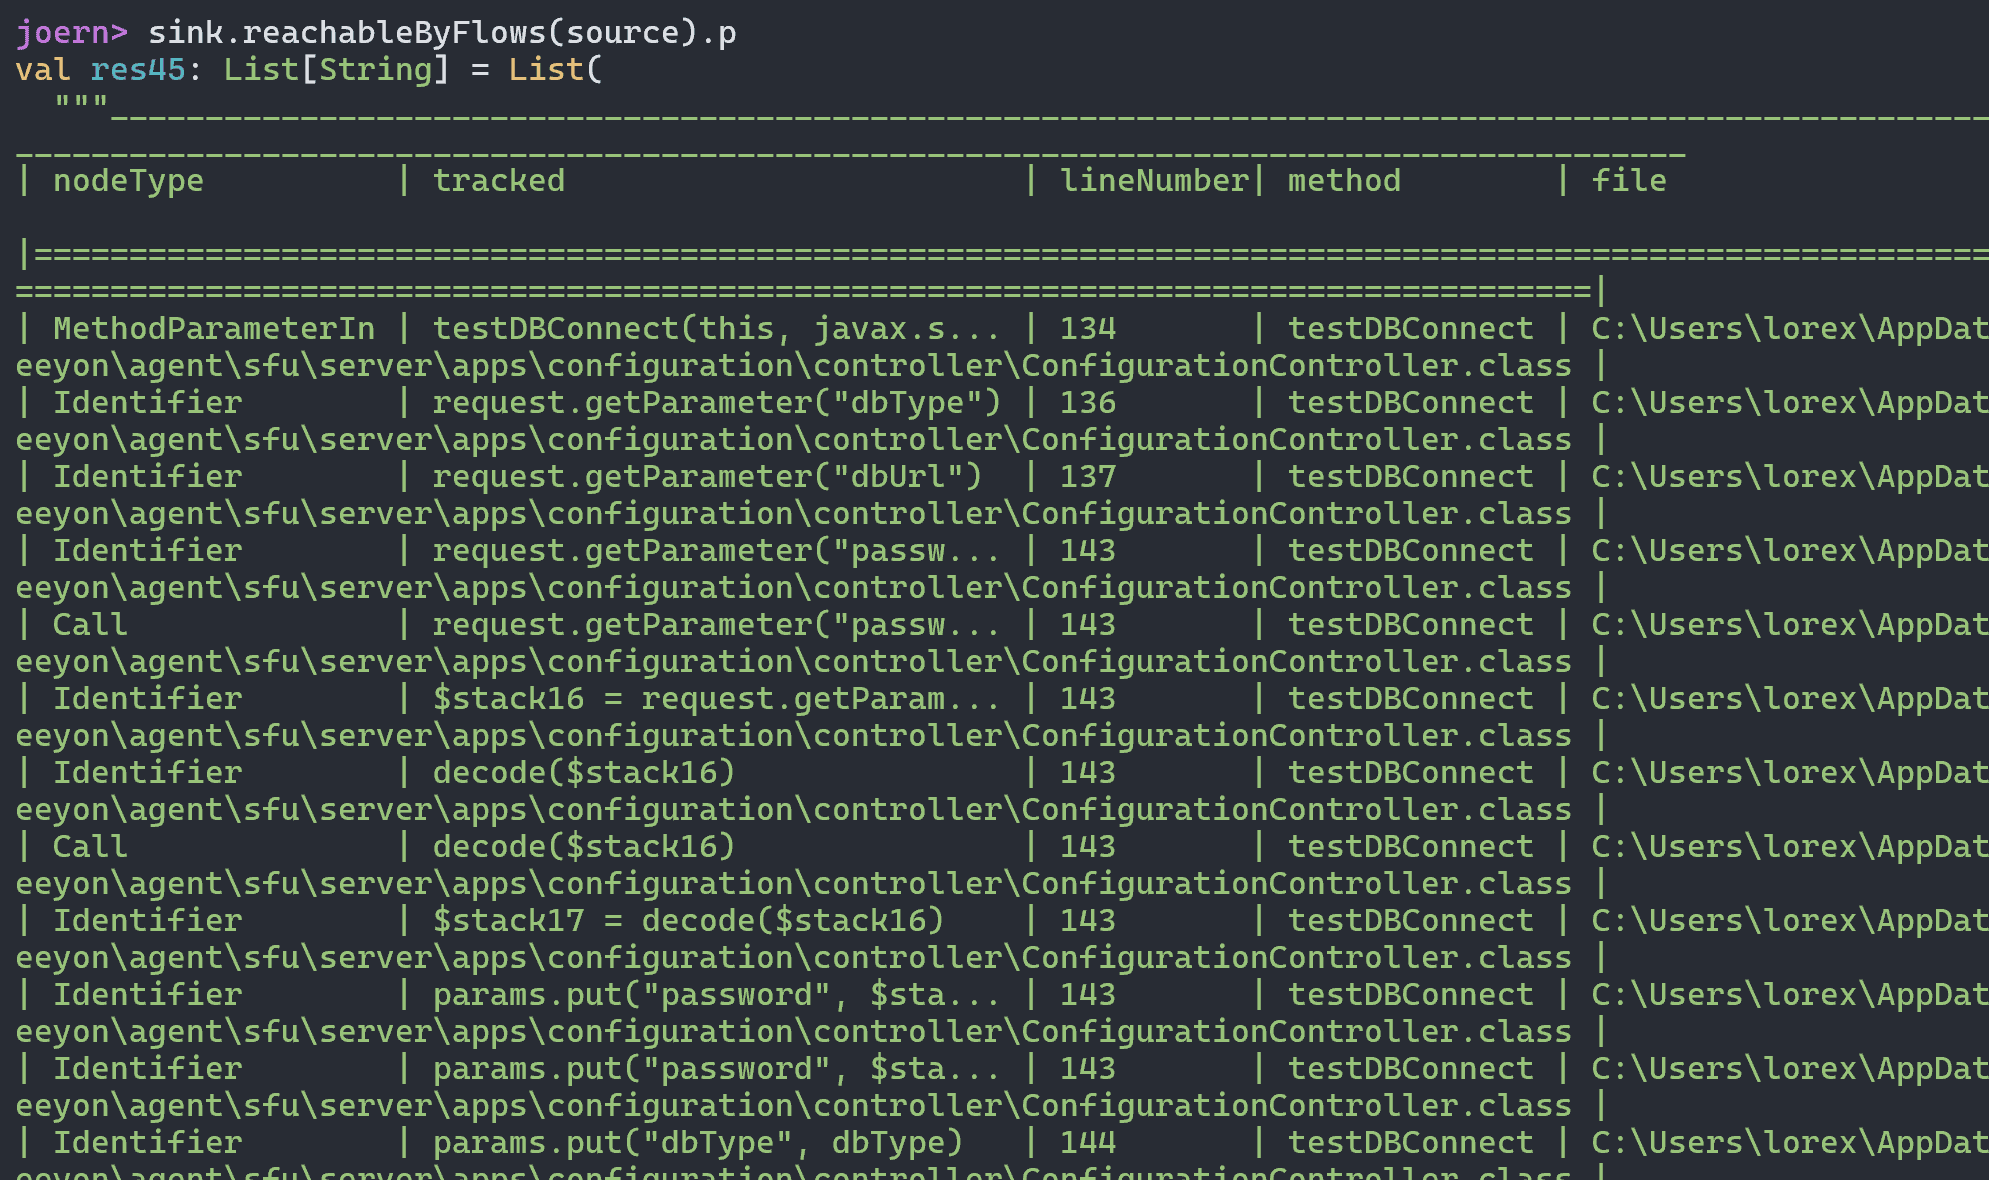 joern> sink.reachableByFlows(source).p
val res45: List[String] = List(
"""_______________________________________________________________________________________________________
________________________________________________________________________________________
| nodeType          | tracked                        | lineNumber| method        | file
|=======================================================================================================
===================================================================================|
| MethodParameterIn | testDBConnect(this, javax.s... | 134       | testDBConnect | C:\Users\lorex\AppDat
eeyon\agent\sfu\server\apps\configuration\controller\ConfigurationController.class |
| Identifier        | request.getParameter("dbType") | 136       | testDBConnect | C:\Users\lorex\AppDat
eeyon\agent\sfu\server\apps\configuration\controller\ConfigurationController.class |
| Identifier        | request.getParameter("dbUrl")  | 137       | testDBConnect | C:\Users\lorex\AppDat
eeyon\agent\sfu\server\apps\configuration\controller\ConfigurationController.class |
| Identifier        | request.getParameter("passw... | 143       | testDBConnect | C:\Users\lorex\AppDat
eeyon\agent\sfu\server\apps\configuration\controller\ConfigurationController.class |
| Call              | request.getParameter("passw... | 143       | testDBConnect | C:\Users\lorex\AppDat
eeyon\agent\sfu\server\apps\configuration\controller\ConfigurationController.class |
| Identifier        | $stack16 = request.getParam... | 143       | testDBConnect | C:\Users\lorex\AppDat
eeyon\agent\sfu\server\apps\configuration\controller\ConfigurationController.class |
| Identifier        | decode($stack16)               | 143       | testDBConnect | C:\Users\lorex\AppDat
eeyon\agent\sfu\server\apps\configuration\controller\ConfigurationController.class |
| Call              | decode($stack16)               | 143       | testDBConnect | C:\Users\lorex\AppDat
eeyon\agent\sfu\server\apps\configuration\controller\ConfigurationController.class |
| Identifier        | $stack17 = decode($stack16)    | 143       | testDBConnect | C:\Users\lorex\AppDat
eeyon\agent\sfu\server\apps\configuration\controller\ConfigurationController.class |
| Identifier        | params.put("password", $sta... | 143       | testDBConnect | C:\Users\lorex\AppDat
eeyon\agent\sfu\server\apps\configuration\controller\ConfigurationController.class |
| Identifier        | params.put("password", $sta... | 143       | testDBConnect | C:\Users\lorex\AppDat
eeyon\agent\sfu\server\apps\configuration\controller\ConfigurationController.class |
| Identifier        | params.put("dbType", dbType)   | 144       | testDBConnect | C:\Users\lorex\AppDat
eeyon\agent\sfu\server\apps\configuration\controller\ConfigurationController.class |